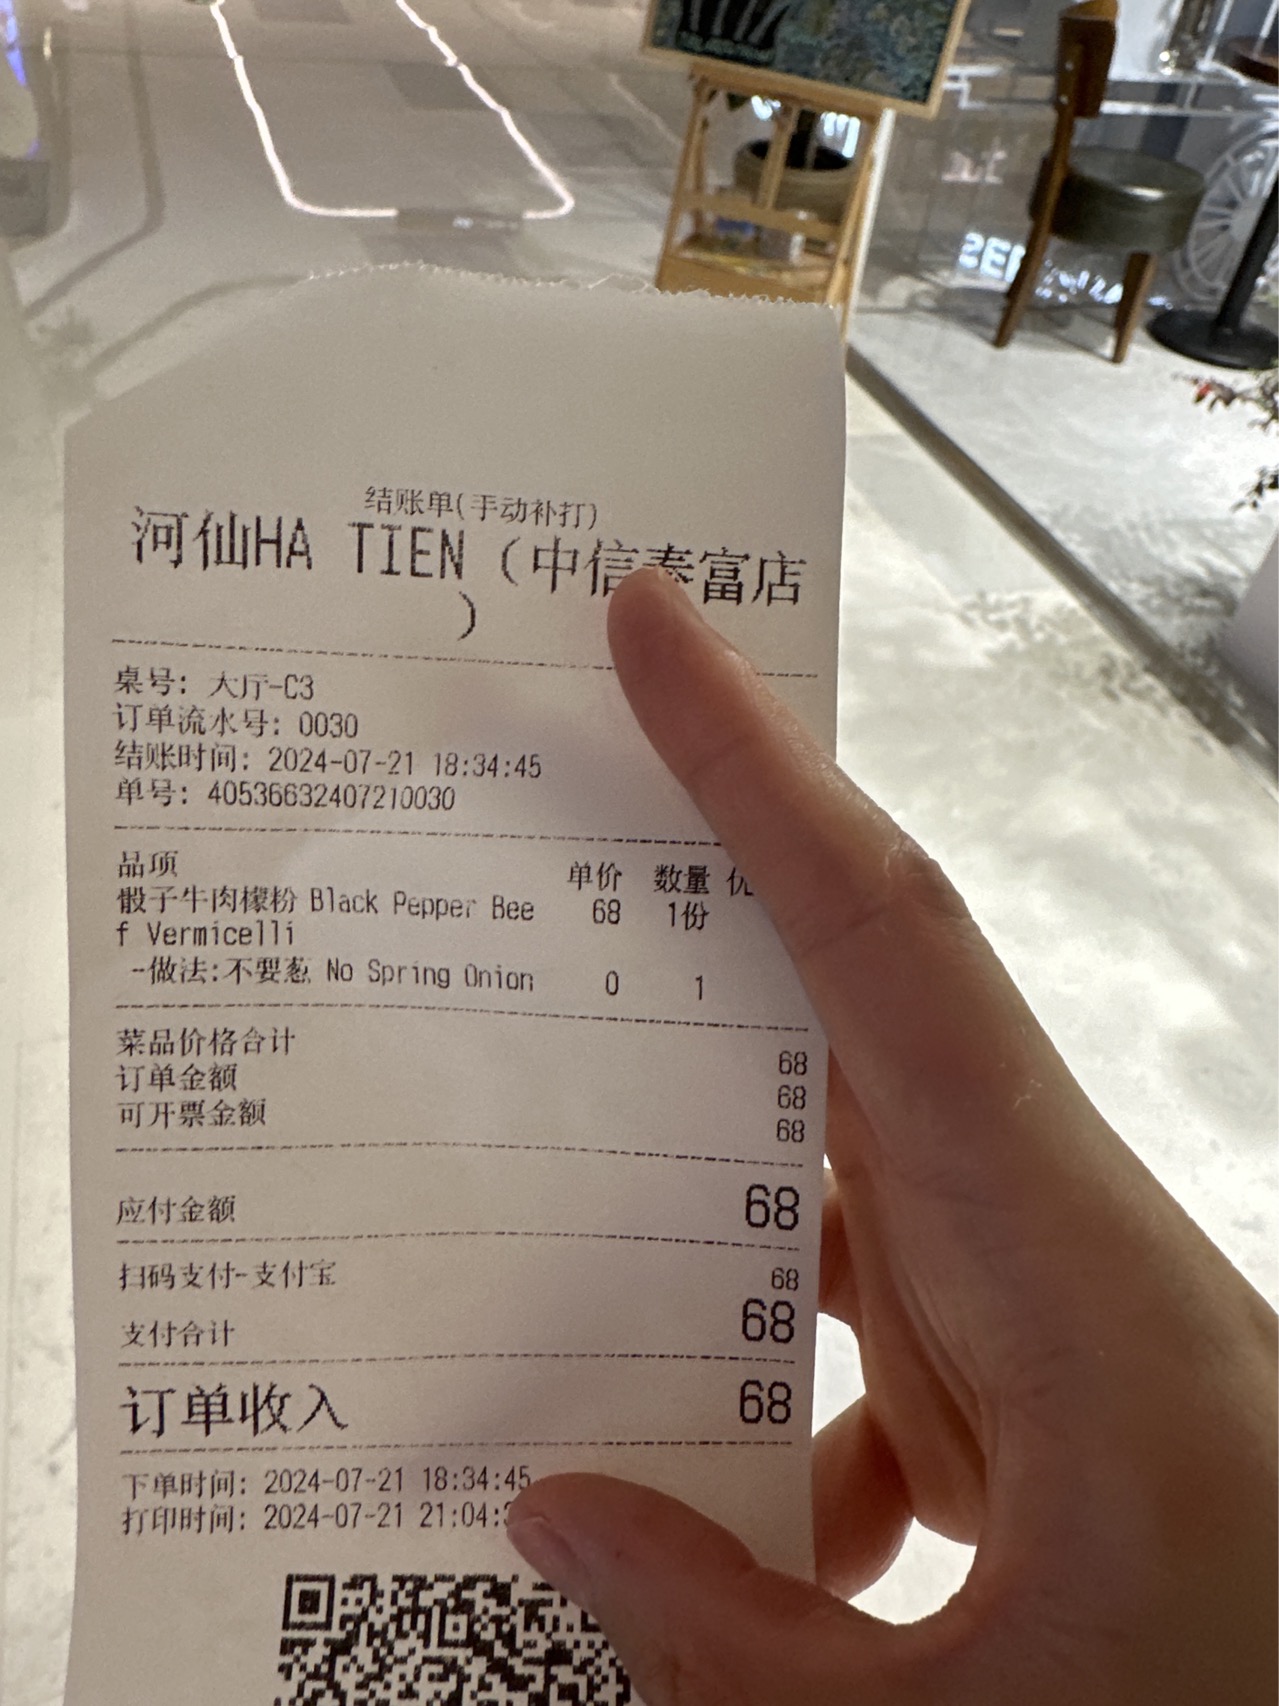 结账单(手动补打)
河仙HA TIEN (中信泰富店
)
桌号: 大厅-C3
订单流水号: 0030
结账时间: 2024-07-21 18:34:45
单号: 40536632407210030
品项 单价 数量 优
骰子牛肉檬粉 Black Pepper Bee 68 1份
f Vermicelli
-做法:不要葱 No Spring Onion 0 1
菜品价格合计 68
订单金额 68
可开票金额 68
应付金额 68
扫码支付-支付宝 68
支付合计 68
订单收入 68
下单时间: 2024-07-21 18:34:45
打印时间: 2024-07-21 21:04: